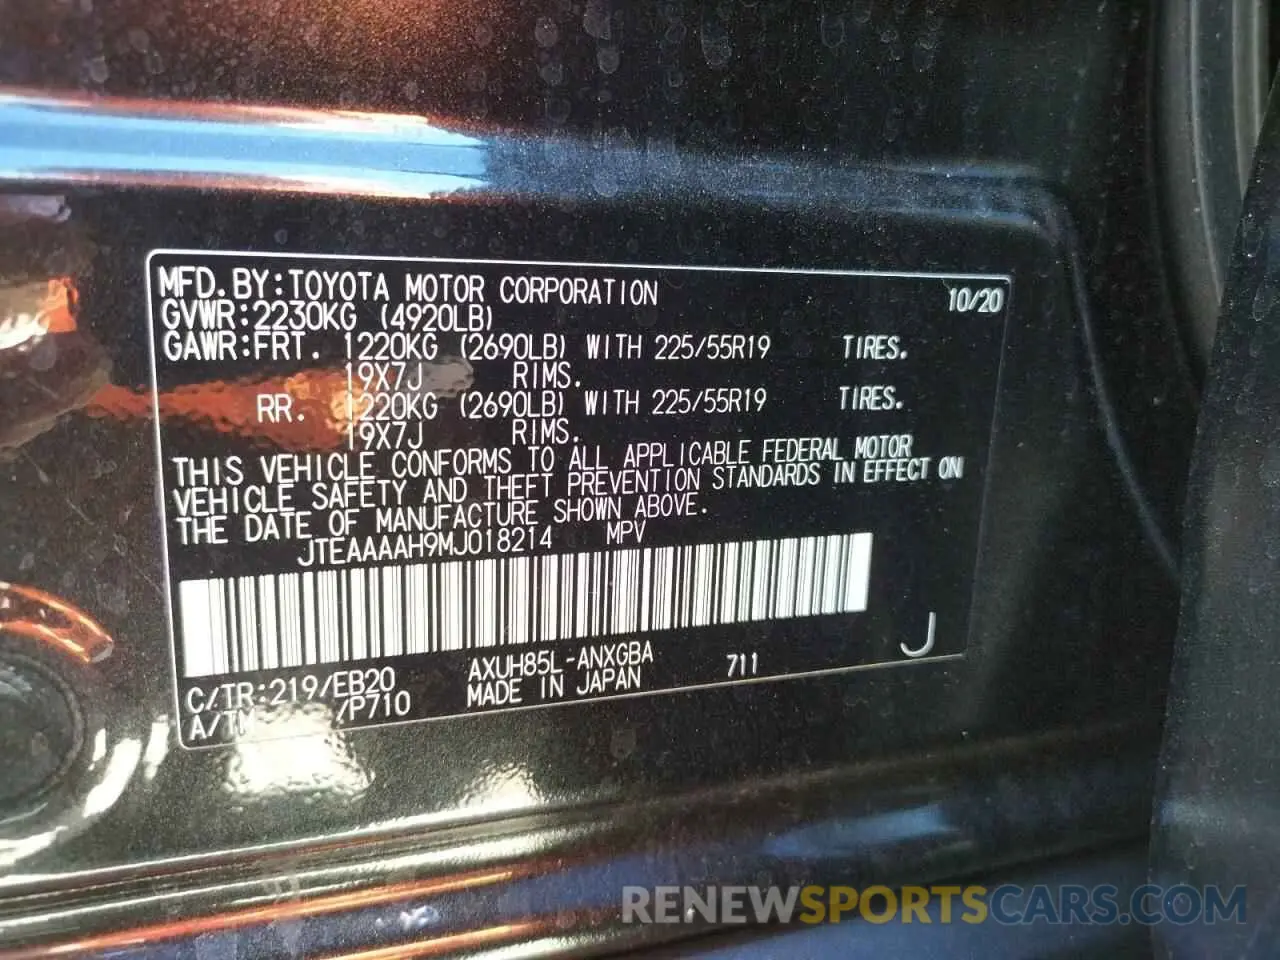 MFD. BY: TOYOTA MOTOR CORPORATION 10/20
GVWR: 2230KG (4920LB)
GAWR: FRT. 1220KG (2690LB) WITH 225/55R19 TIRES.
19X7J RIMS.
RR. 1220KG (2690LB) WITH 225/55R19 TIRES.
19X7J RIMS.
THIS VEHICLE CONFORMS TO ALL APPLICABLE FEDERAL MOTOR
VEHICLE SAFETY AND THEFT PREVENTION STANDARDS IN EFFECT ON
THE DATE OF MANUFACTURE SHOWN ABOVE.
JTEAAAAH9MJ018214 MPV
J
C/TR: 219/EB20 AXUH85L-ANXGBA 711
A/TM /P710 MADE IN JAPAN
RENEWSPORTSCARS.COM